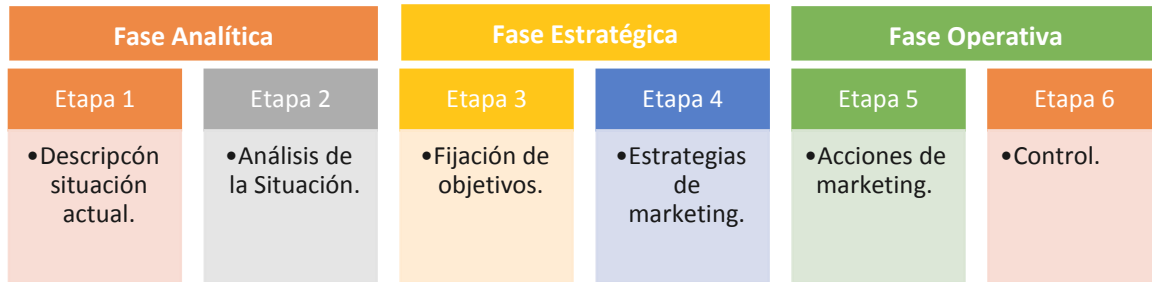 Fase Analítica
Fase Estratégica
Fase Operativa
Etapa 1
Etapa 2
Etapa 3
Etapa 4
Etapa 5
Etapa 6
•Descripcón
situación
actual.
•Análisis de
la Situación.
•Fijación de
objetivos.
•Estrategias
de
marketing.
•Acciones de
marketing.
•Control.